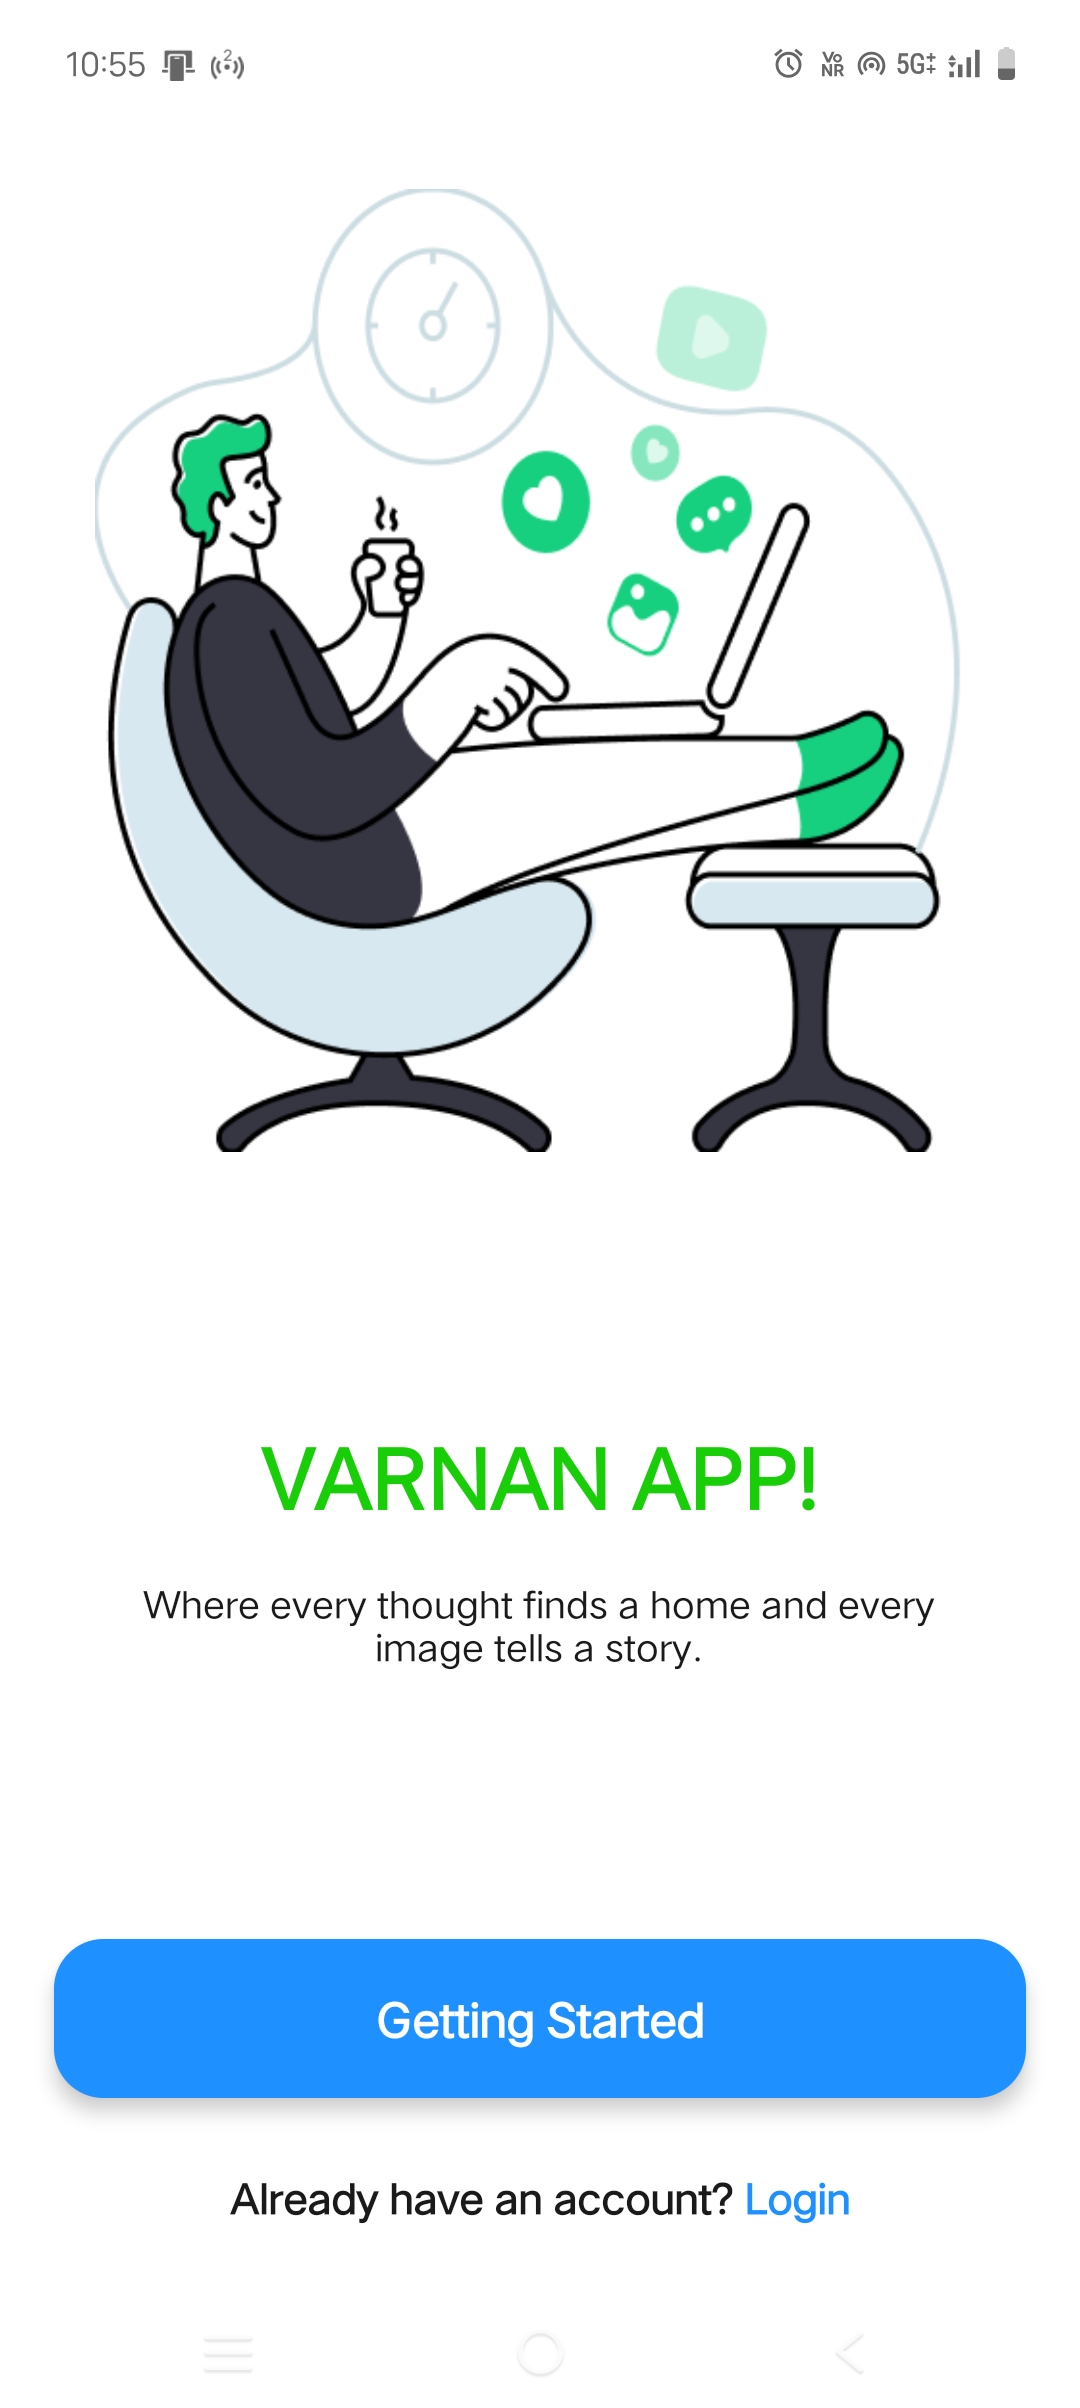 10:55
2
Vo
NR
5G
VARNAN APP!
Where every thought finds a home and every
image tells a story.
Getting Started
Already have an account? Login